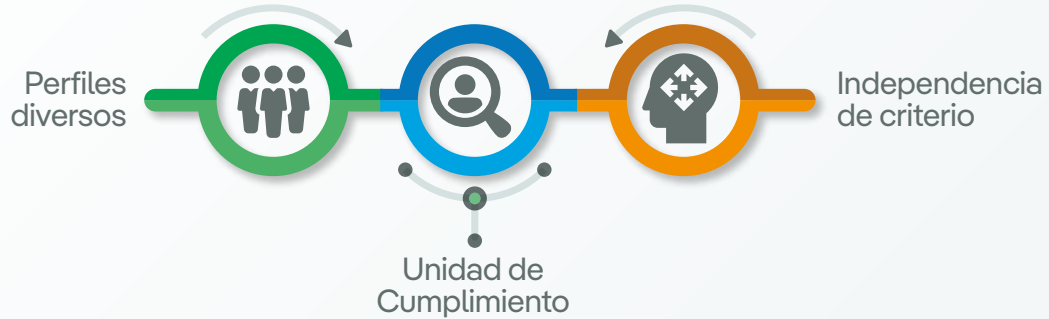 Perfiles
diversos
Independencia
de criterio
Unidad de
Cumplimiento